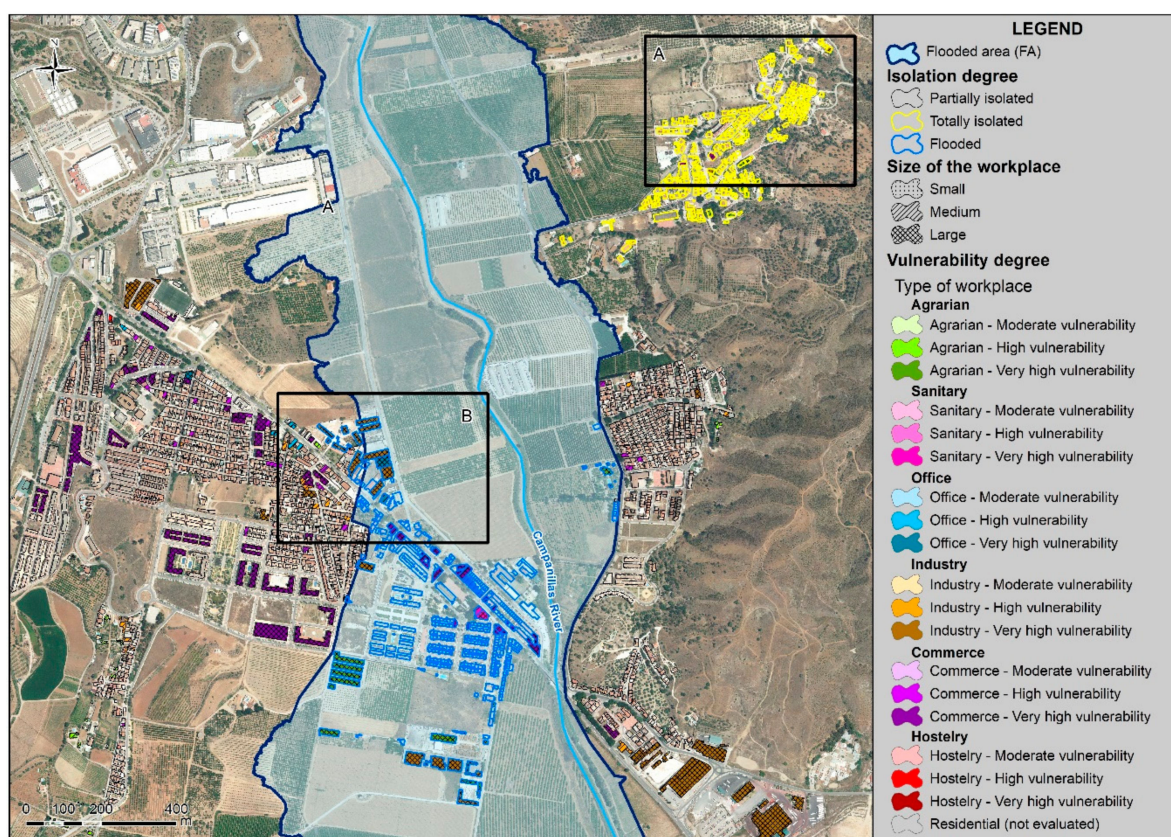 N
A
A
B
Campanillas River
0 100 200 400
m
LEGEND
Flooded area (FA)
Isolation degree
Partially isolated
Totally isolated
Flooded
Size of the workplace
Small
Medium
Large
Vulnerability degree
Type of workplace
Agrarian
Agrarian - Moderate vulnerability
Agrarian - High vulnerability
Agrarian - Very high vulnerability
Sanitary
Sanitary - Moderate vulnerability
Sanitary - High vulnerability
Sanitary - Very high vulnerability
Office
Office - Moderate vulnerability
Office - High vulnerability
Office - Very high vulnerability
Industry
Industry - Moderate vulnerability
Industry - High vulnerability
Industry - Very high vulnerability
Commerce
Commerce - Moderate vulnerability
Commerce - High vulnerability
Commerce - Very high vulnerability
Hostelry
Hostelry - Moderate vulnerability
Hostelry - High vulnerability
Hostelry - Very high vulnerability
Residential (not evaluated)